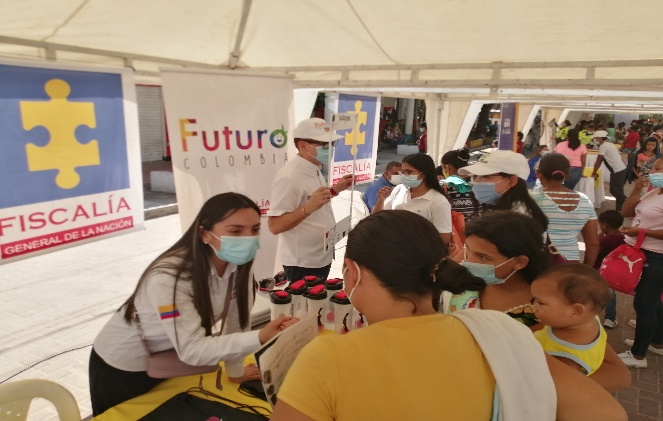 FISCALÍA
GENERAL DE LA NACIÓN
Futuro
COLOMBIA
FISCALÍA